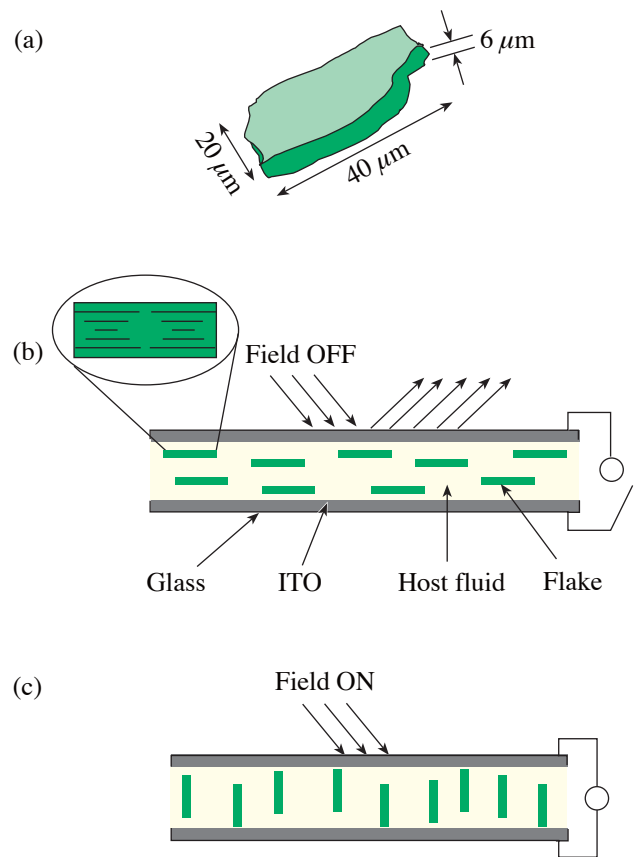 (a)
6 μm
20 μm
40 μm
(b)
Field OFF
Glass
ITO
Host fluid
Flake
(c)
Field ON